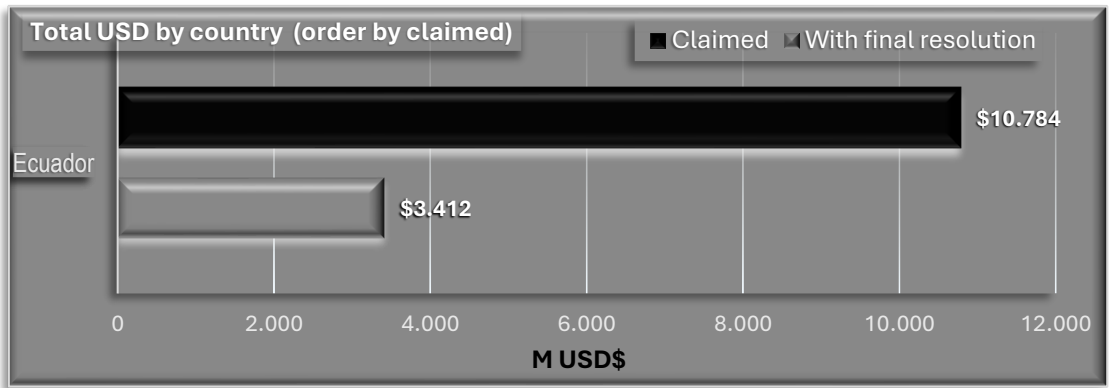 Total USD by country (order by claimed)
Claimed With final resolution
$10.784
Ecuador
$3.412
0 2.000 4.000 6.000 8.000 10.000 12.000
M USD$